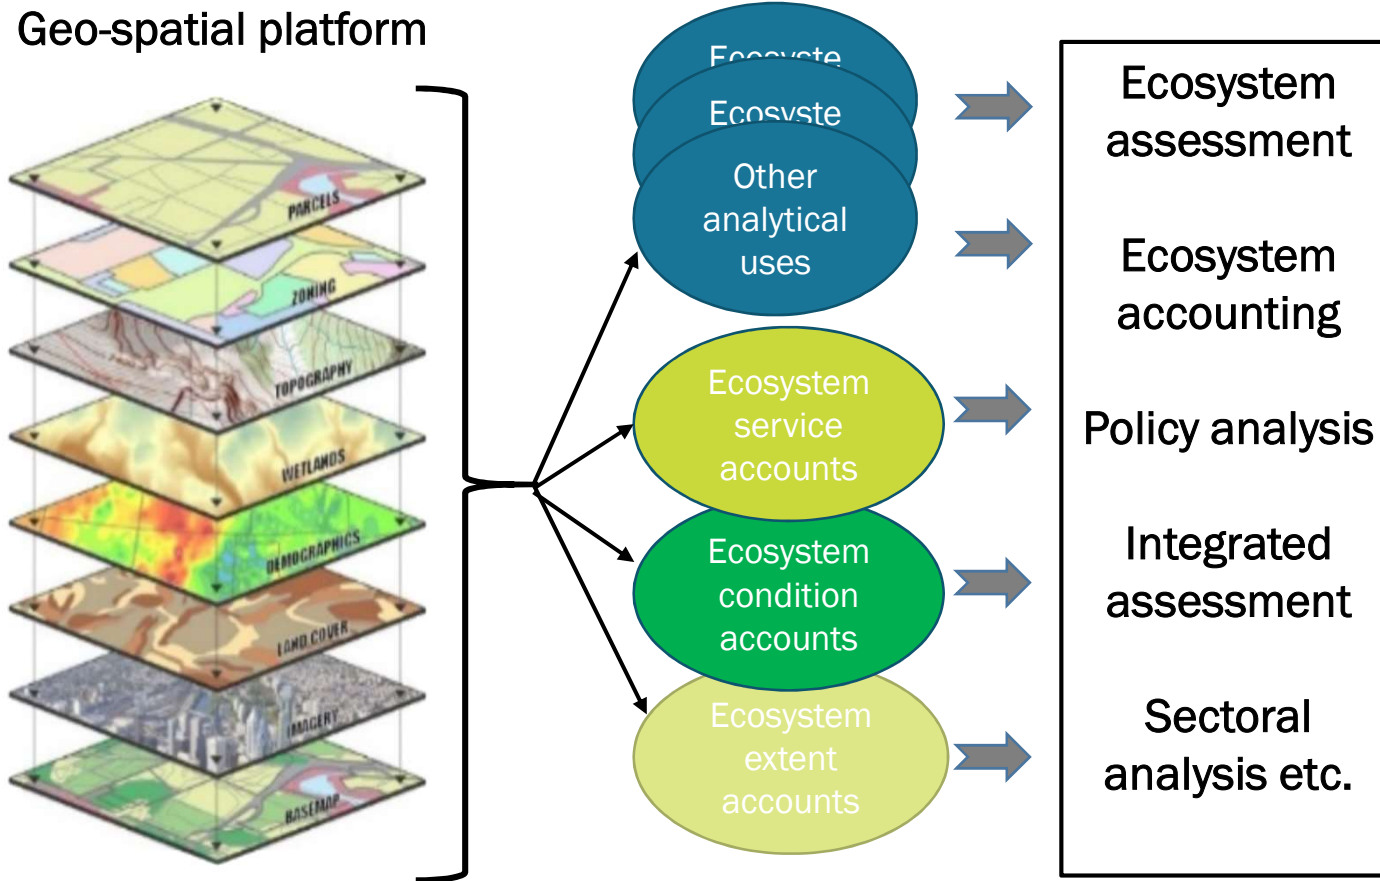 Geo-spatial platform
PARCELS
ZONING
TOPOGRAPHY
WETLANDS
DEMOGRAPHICS
LAND COVER
IMAGERY
BASEMAP
Ecosyste
Ecosyste
Other
analytical
uses
Ecosystem
service
accounts
Ecosystem
condition
accounts
Ecosystem
extent
accounts
Ecosystem
assessment
Ecosystem
accounting
Policy analysis
Integrated
assessment
Sectoral
analysis etc.